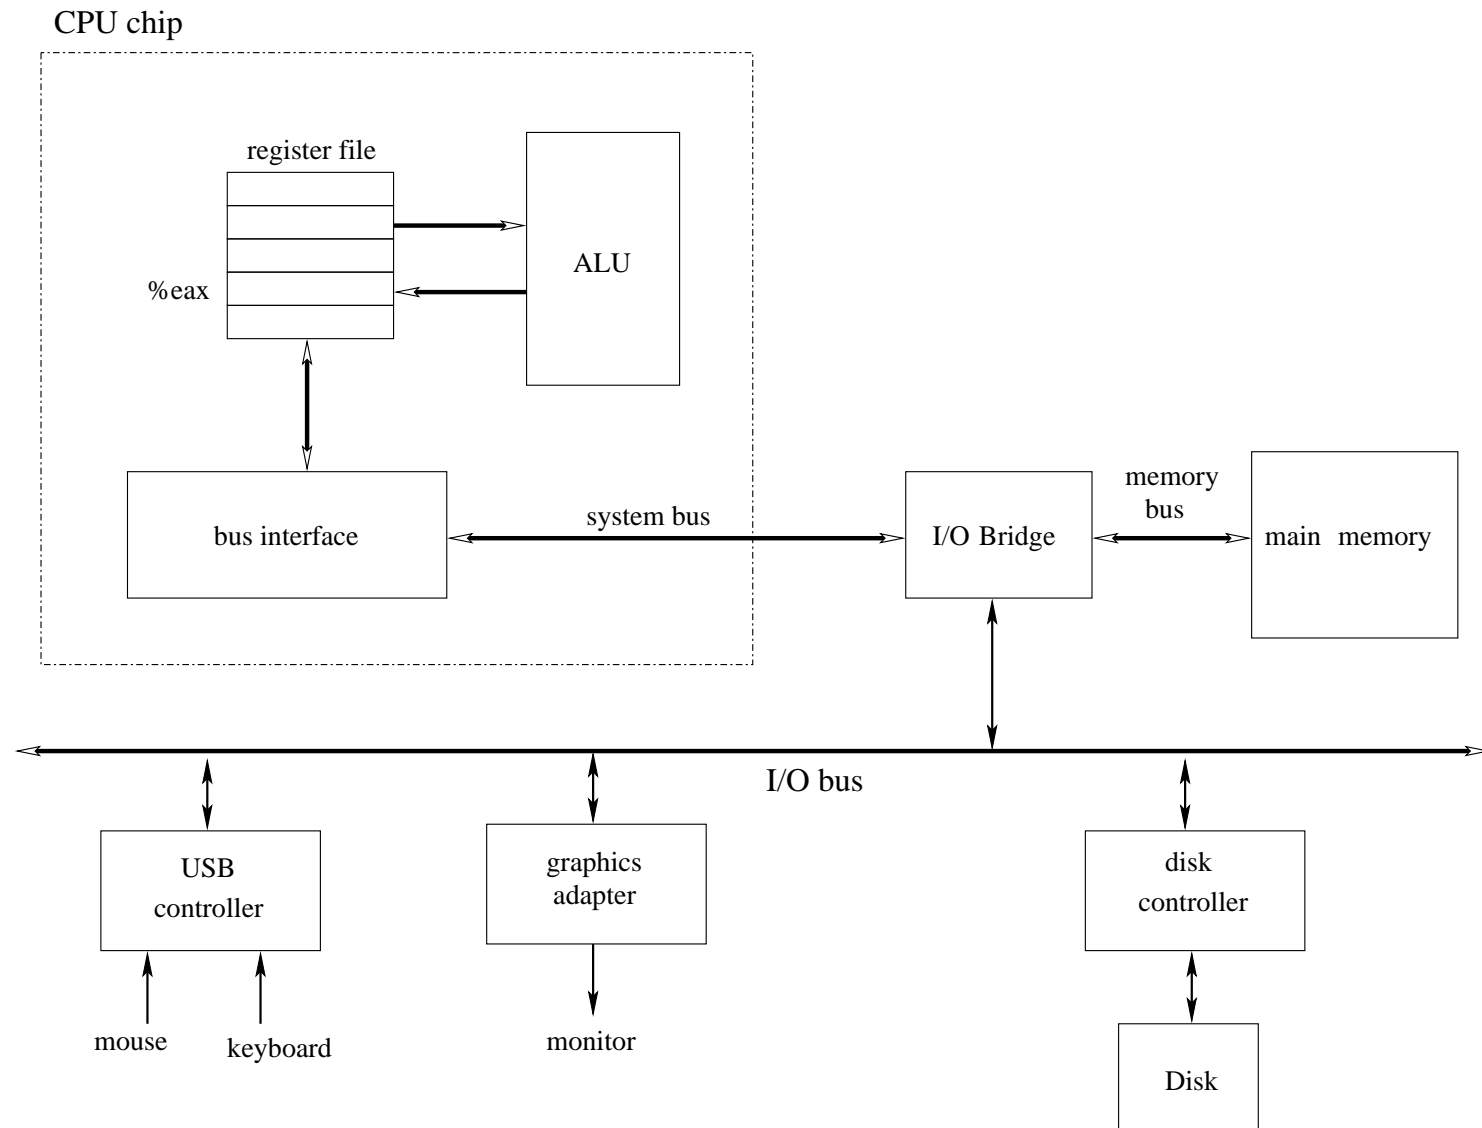 CPU chip
register file
ALU
%eax
bus interface
system bus
I/O Bridge
memory
bus
main memory
I/O bus
USB
controller
graphics
adapter
disk
controller
mouse
keyboard
monitor
Disk